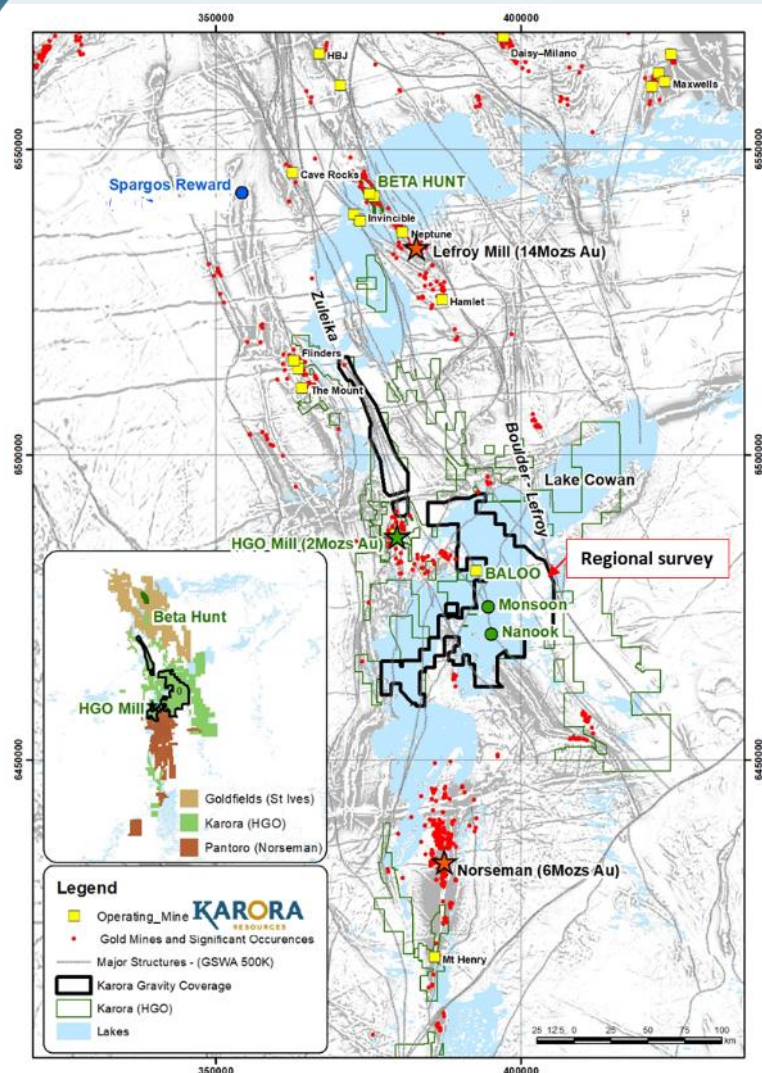 350000
400000
HBJ
Daisy-Milano
Maxwells
6550000
6550000
Cave Rocks
BETA HUNT
Spargos Reward
Invincible
Neptune
Lefroy Mill (14Mozs Au)
Hamlet
Zuleika
Flinders
The Mount
Boulder - Lefroy
6500000
6500000
Lake Cowan
HGO Mill (2Mozs Au)
Regional survey
BALOO
Monsoon
Nanook
Beta Hunt
HGO Mill
Goldfields (St Ives)
Karora (HGO)
Pantoro (Norseman)
6450000
6450000
Norseman (6Mozs Au)
Mt Henry
Legend
Operating_Mine
KARORA
RESOURCES
Gold Mines and Significant Occurences
Major Structures - (GSWA 500K)
Karora Gravity Coverage
Karora (HGO)
Lakes
25 12.5 0 25 50 75 100
km
350000
400000